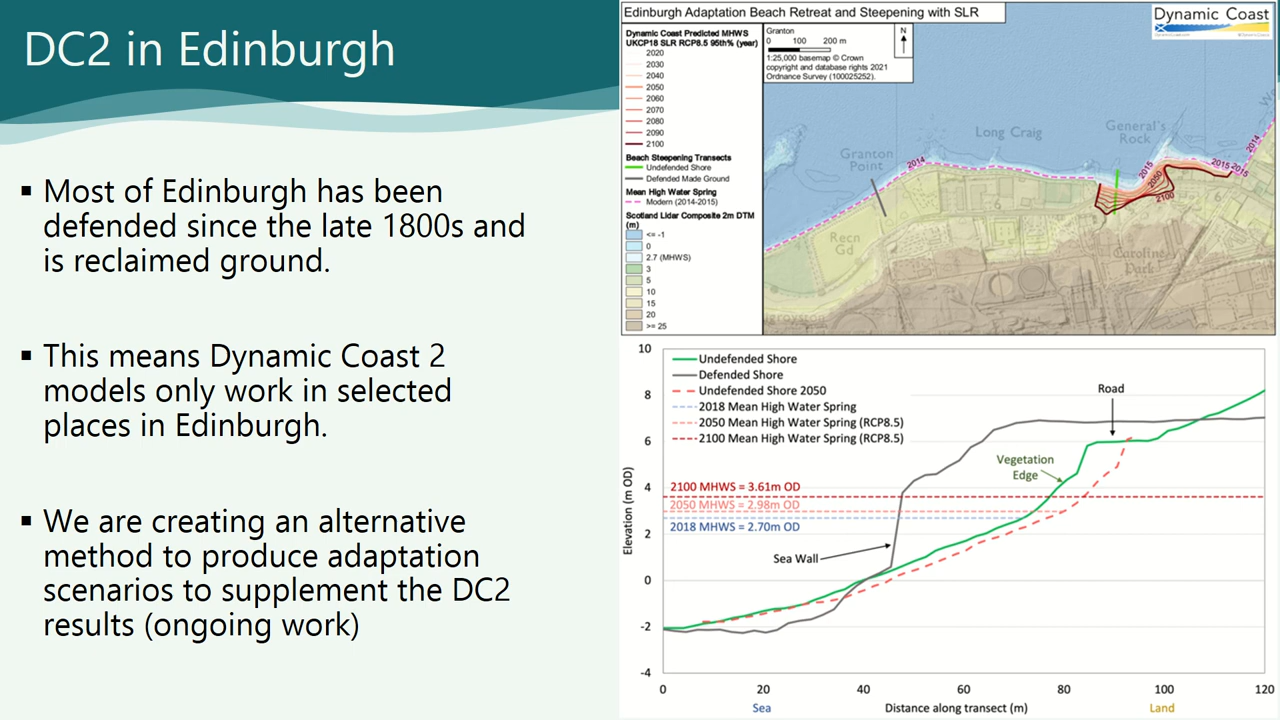 DC2 in Edinburgh
▪ Most of Edinburgh has been
defended since the late 1800s and
is reclaimed ground.
▪ This means Dynamic Coast 2
models only work in selected
places in Edinburgh.
▪ We are creating an alternative
method to produce adaptation
scenarios to supplement the DC2
results (ongoing work)
Edinburgh Adaptation Beach Retreat and Steepening with SLR
Dynamic Coast
Dynamic Coast Predicted MHWS
UKCP18 SLR RCP8.5 95th% (year)
2020
2030
2040
2050
2060
2070
2080
2090
2100
Beach Steepening Transects
Undefended Shore
Defended Made Ground
Mean High Water Spring
Modern (2014-2015)
Scotland Lidar Composite 2m DTM
(m)
<= -1
0
2.7 (MHWS)
3
5
10
15
20
>= 25
Granton
0 100 200 m
N
1:25,000 basemap © Crown
copyright and database rights 2021
Ordnance Survey (100025252).
Long Craig
General's
Rock
Granton
Point
2014
2015
2015
2015
2014
2050
2100
Recn
Gd
Caroline
Park
10
8
6
4
2
0
-2
-4
Elevation (m OD)
Undefended Shore
Defended Shore
Undefended Shore 2050
2018 Mean High Water Spring
2050 Mean High Water Spring (RCP8.5)
2100 Mean High Water Spring (RCP8.5)
Road
Vegetation
Edge
2100 MHWS = 3.61m OD
2050 MHWS = 2.98m OD
2018 MHWS = 2.70m OD
Sea Wall
0 20 40 60 80 100 120
Sea Distance along transect (m) Land